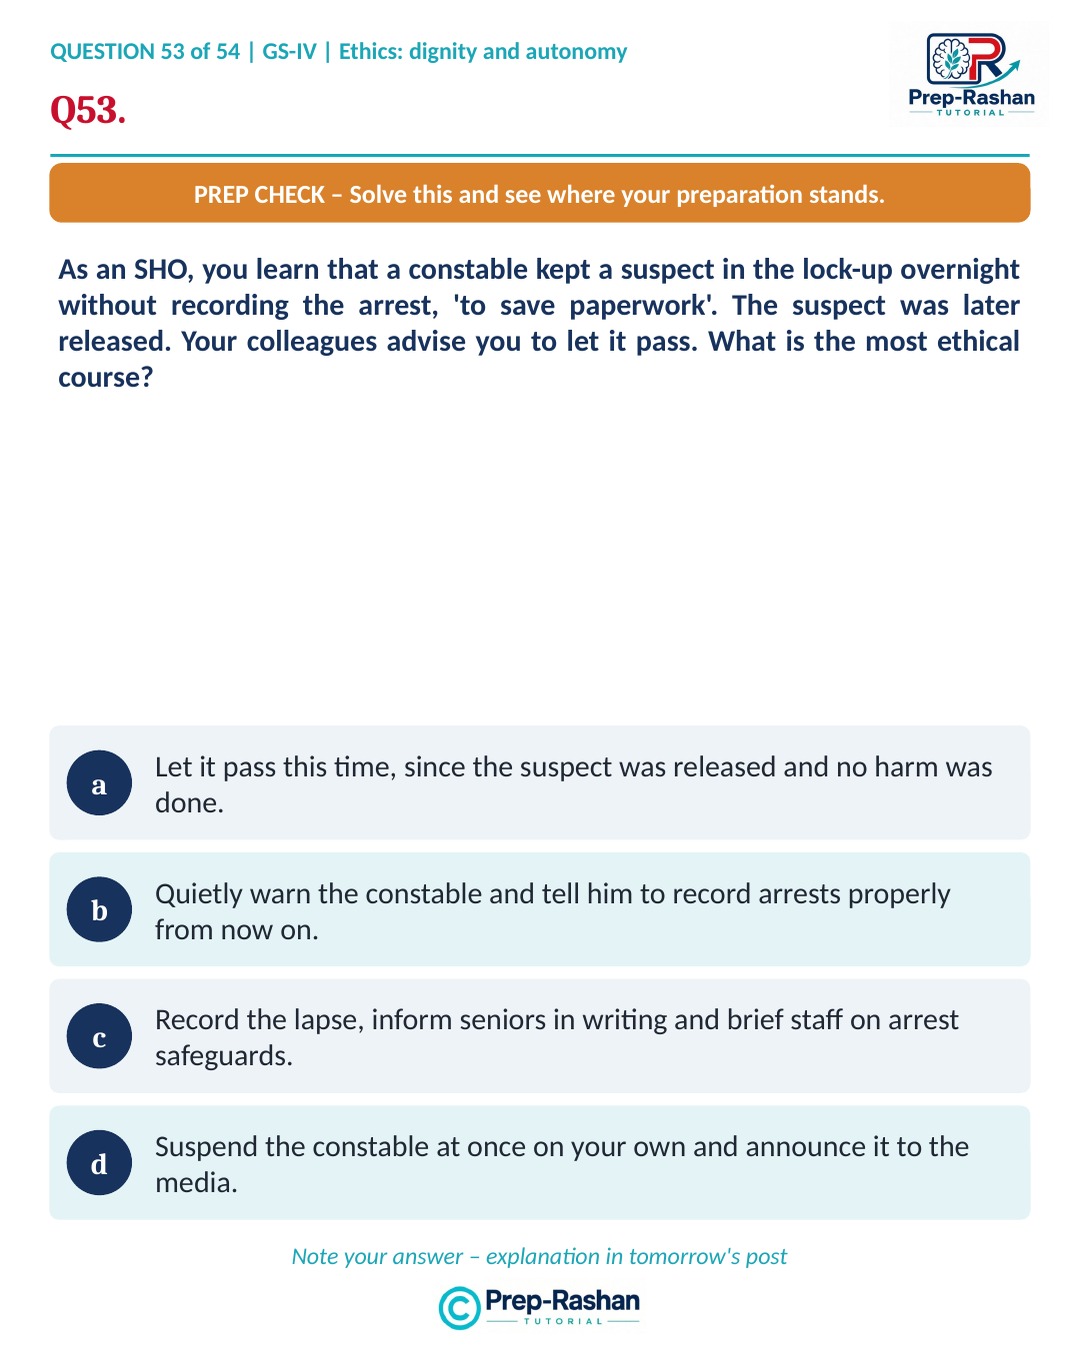 QUESTION 53 of 54 | GS-IV | Ethics: dignity and autonomy
Q53.
Prep-Rashan
TUTORIAL
PREP CHECK – Solve this and see where your preparation stands.
As an SHO, you learn that a constable kept a suspect in the lock-up overnight
without recording the arrest, 'to save paperwork'. The suspect was later
released. Your colleagues advise you to let it pass. What is the most ethical
course?
a
Let it pass this time, since the suspect was released and no harm was
done.
b
Quietly warn the constable and tell him to record arrests properly
from now on.
c
Record the lapse, inform seniors in writing and brief staff on arrest
safeguards.
d
Suspend the constable at once on your own and announce it to the
media.
Note your answer – explanation in tomorrow's post
© Prep-Rashan
TUTORIAL